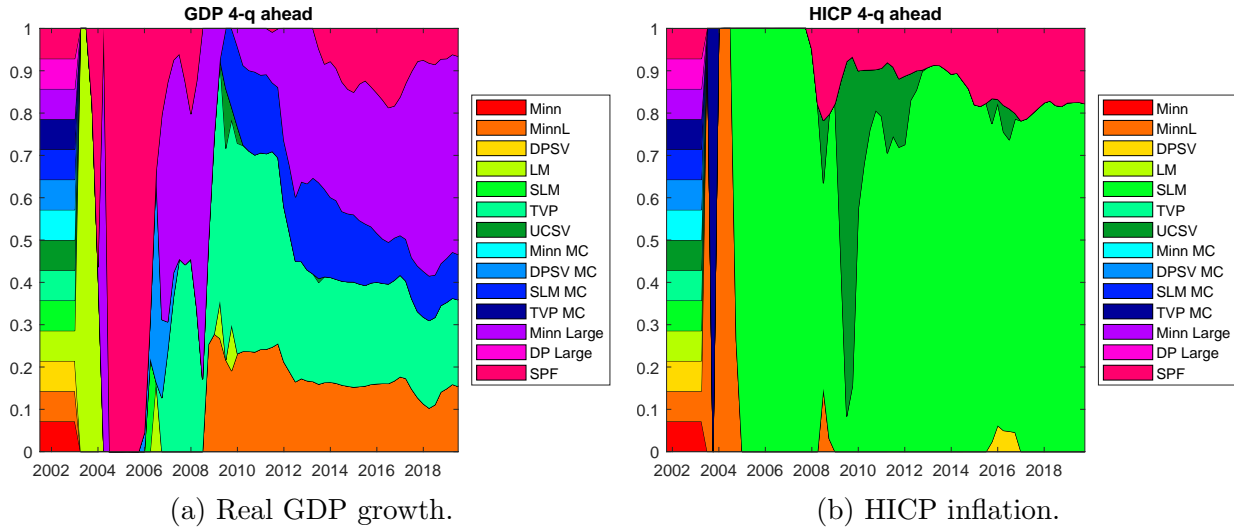 GDP 4-q ahead
1
0.9
0.8
0.7
0.6
0.5
0.4
0.3
0.2
0.1
0
2002 2004 2006 2008 2010 2012 2014 2016 2018
Minn
MinnL
DPSV
LM
SLM
TVP
UCSV
Minn MC
DPSV MC
SLM MC
TVP MC
Minn Large
DP Large
SPF
(a) Real GDP growth.
HICP 4-q ahead
1
0.9
0.8
0.7
0.6
0.5
0.4
0.3
0.2
0.1
0
2002 2004 2006 2008 2010 2012 2014 2016 2018
Minn
MinnL
DPSV
LM
SLM
TVP
UCSV
Minn MC
DPSV MC
SLM MC
TVP MC
Minn Large
DP Large
SPF
(b) HICP inflation.